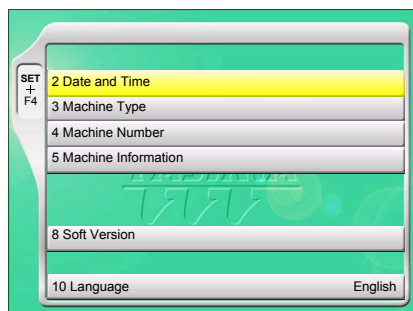 SET
+
F4
2 Date and Time
3 Machine Type
4 Machine Number
5 Machine Information
777
8 Soft Version
10 Language English